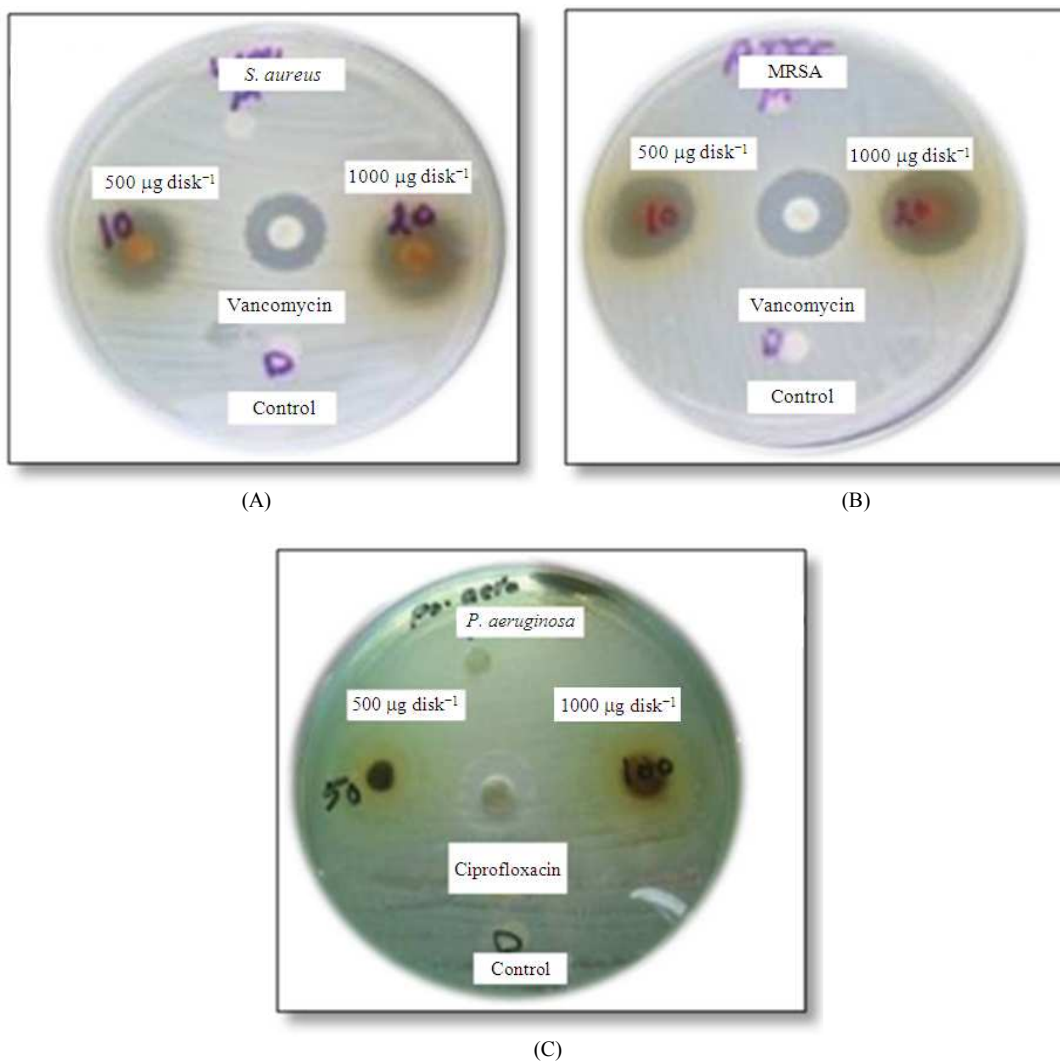 S. aureus
500 µg disk⁻¹
1000 µg disk⁻¹
10
20
Vancomycin
D
Control
(A)
MRSA
500 µg disk⁻¹
1000 µg disk⁻¹
10
20
Vancomycin
D
Control
(B)
P. aeruginosa
500 µg disk⁻¹
1000 µg disk⁻¹
50
100
Ciprofloxacin
D
Control
(C)